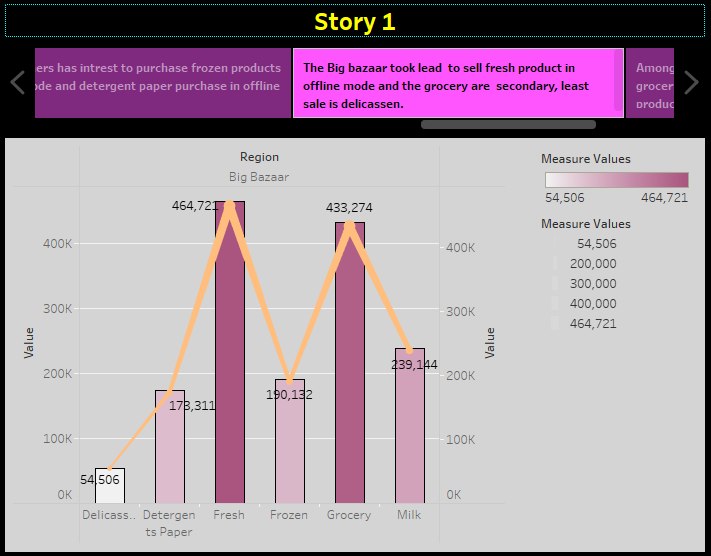 Story 1
ers has intrest to purchase frozen products
ode and detergent paper purchase in offline
The Big bazaar took lead to sell fresh product in
offline mode and the grocery are secondary, least
sale is delicassen.
Among
grocer
produc
Region
Big Bazaar
Value
400K
300K
200K
100K
0K
464,721
433,274
239,144
190,132
173,311
54,506
Delicass..
Detergen
ts Paper
Fresh
Frozen
Grocery
Milk
400K
300K
200K
100K
0K
Value
Measure Values
54,506 464,721
Measure Values
54,506
200,000
300,000
400,000
464,721